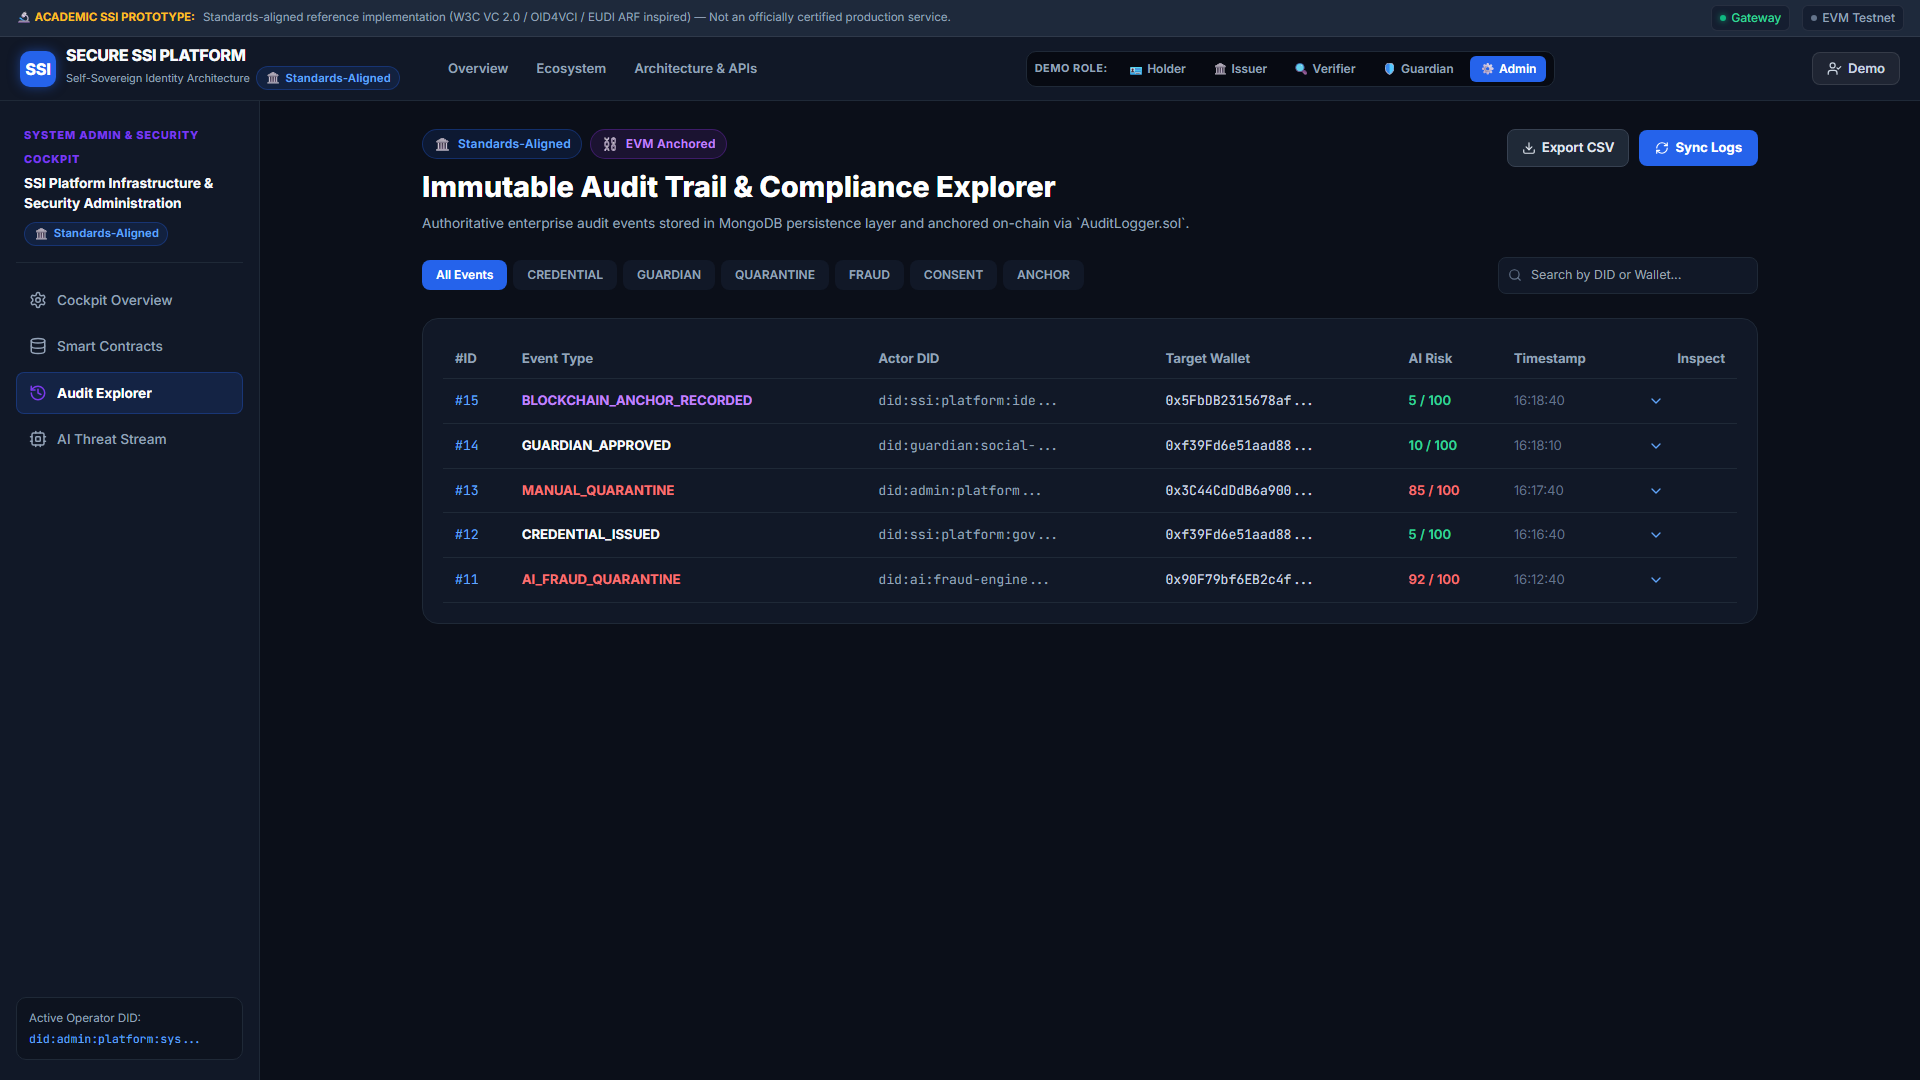 ACADEMIC SSI PROTOTYPE: Standards-aligned reference implementation (W3C VC 2.0 / OID4VCI / EUDI ARF inspired) — Not an officially certified production service.
Gateway
EVM Testnet
SSI
SECURE SSI PLATFORM
Self-Sovereign Identity Architecture
Standards-Aligned
Overview
Ecosystem
Architecture & APIs
DEMO ROLE:
Holder
Issuer
Verifier
Guardian
Admin
Demo
SYSTEM ADMIN & SECURITY
COCKPIT
SSI Platform Infrastructure &
Security Administration
Standards-Aligned
Cockpit Overview
Smart Contracts
Audit Explorer
AI Threat Stream
Active Operator DID:
did:admin:platform:sys...
Standards-Aligned
EVM Anchored
Export CSV
Sync Logs
Immutable Audit Trail & Compliance Explorer
Authoritative enterprise audit events stored in MongoDB persistence layer and anchored on-chain via `AuditLogger.sol`.
All Events
CREDENTIAL
GUARDIAN
QUARANTINE
FRAUD
CONSENT
ANCHOR
Search by DID or Wallet...
#ID Event Type Actor DID Target Wallet AI Risk Timestamp Inspect
#15 BLOCKCHAIN_ANCHOR_RECORDED did:ssi:platform:ide... 0x5FbDB2315678af... 5 / 100 16:18:40
#14 GUARDIAN_APPROVED did:guardian:social-... 0xf39Fd6e51aad88... 10 / 100 16:18:10
#13 MANUAL_QUARANTINE did:admin:platform... 0x3C44CdDdB6a900... 85 / 100 16:17:40
#12 CREDENTIAL_ISSUED did:ssi:platform:gov... 0xf39Fd6e51aad88... 5 / 100 16:16:40
#11 AI_FRAUD_QUARANTINE did:ai:fraud-engine... 0x90F79bf6EB2c4f... 92 / 100 16:12:40